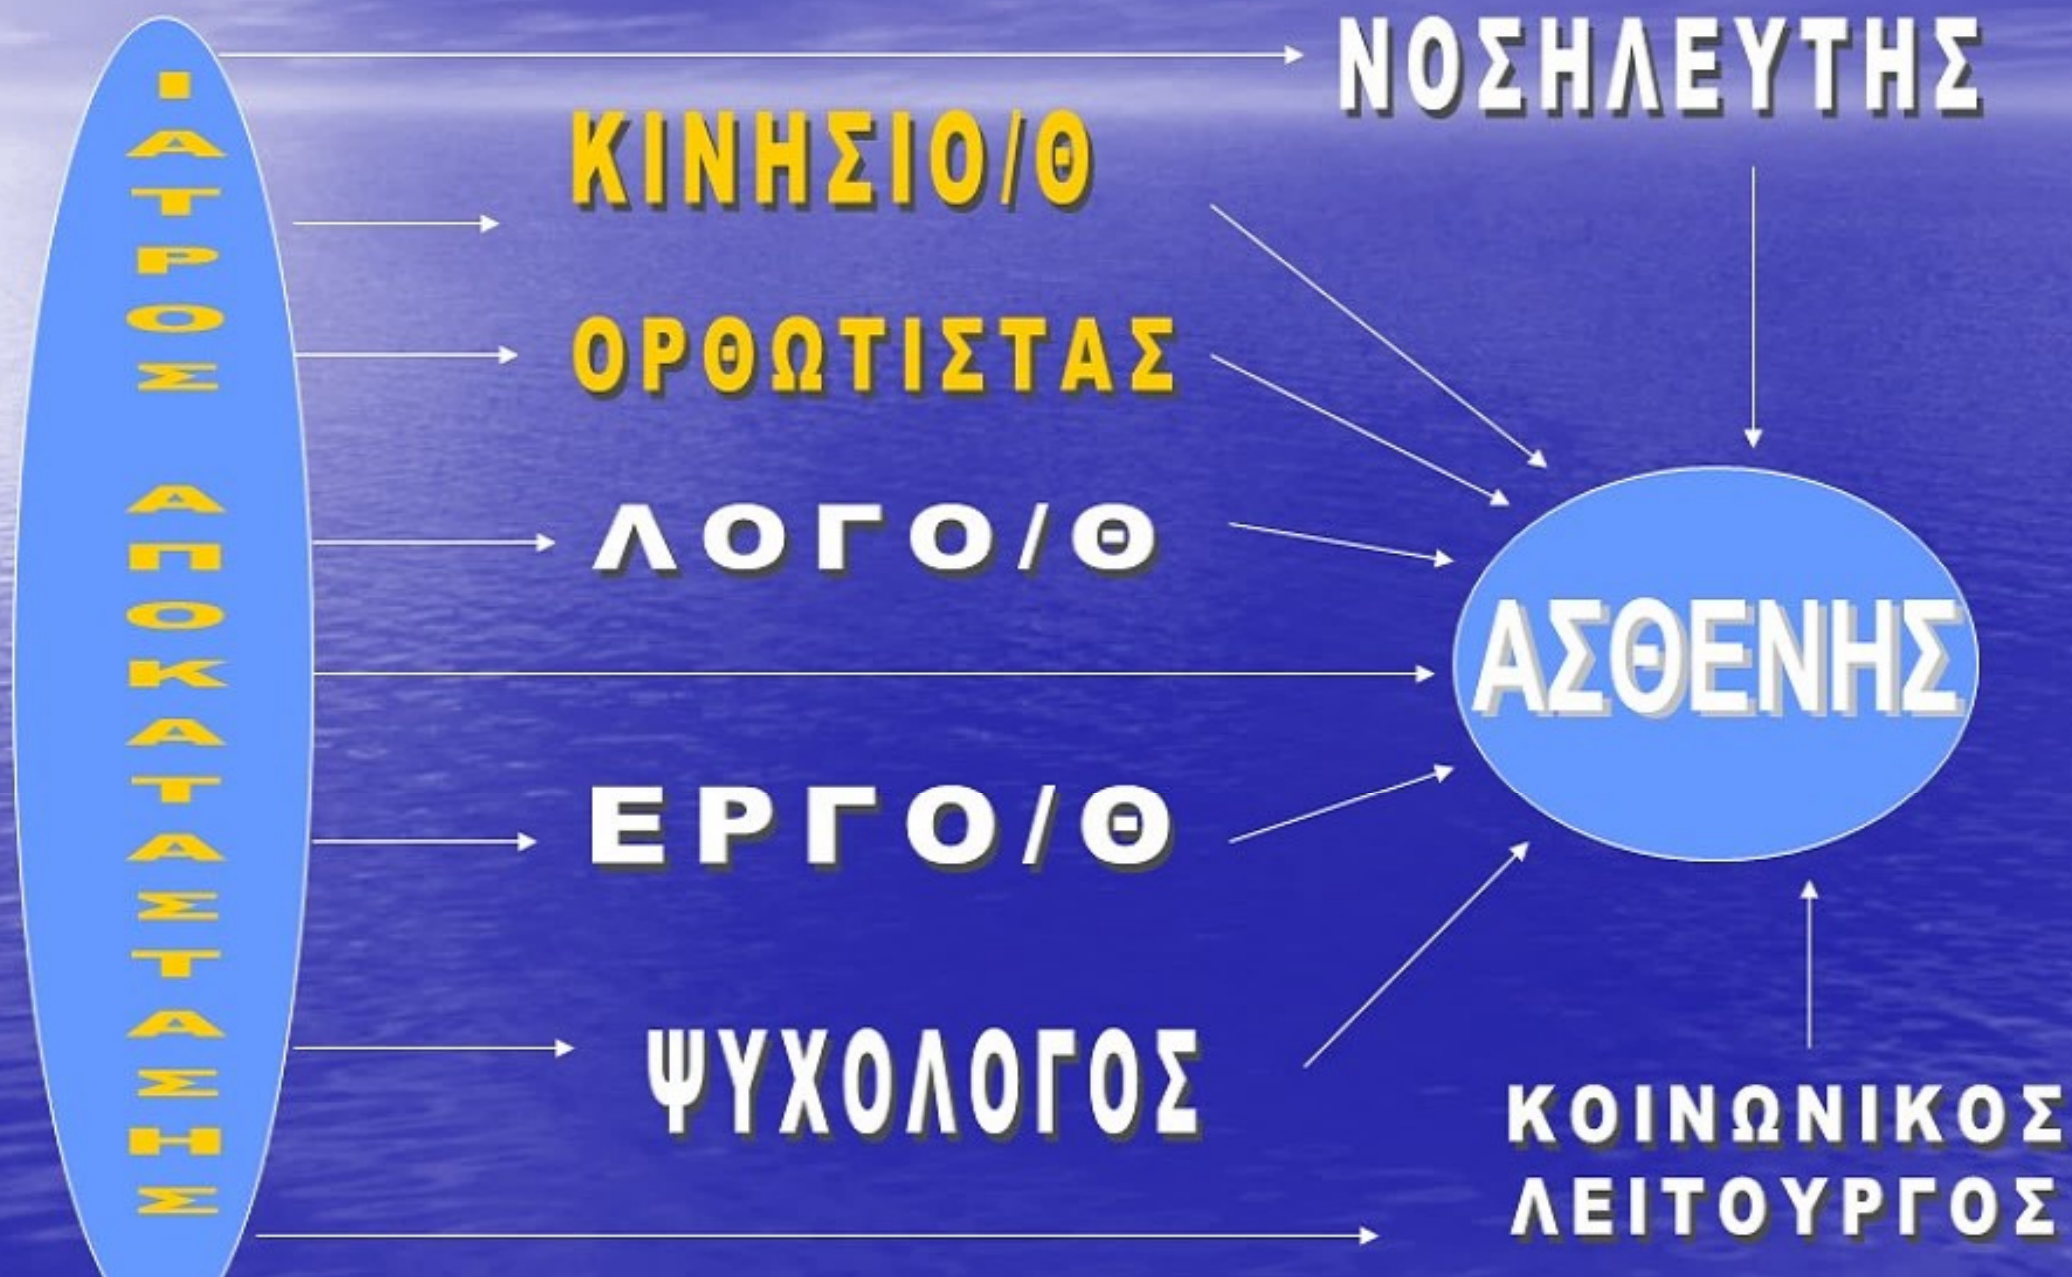 ΙΑΤΡΟΣ ΑΠΟΚΑΤΑΣΤΑΣΗΣ
ΝΟΣΗΛΕΥΤΗΣ
ΚΙΝΗΣΙΟ/Θ
ΟΡΘΩΤΙΣΤΑΣ
ΛΟΓΟ/Θ
ΑΣΘΕΝΗΣ
ΕΡΓΟ/Θ
ΨΥΧΟΛΟΓΟΣ
ΚΟΙΝΩΝΙΚΟΣ
ΛΕΙΤΟΥΡΓΟΣ